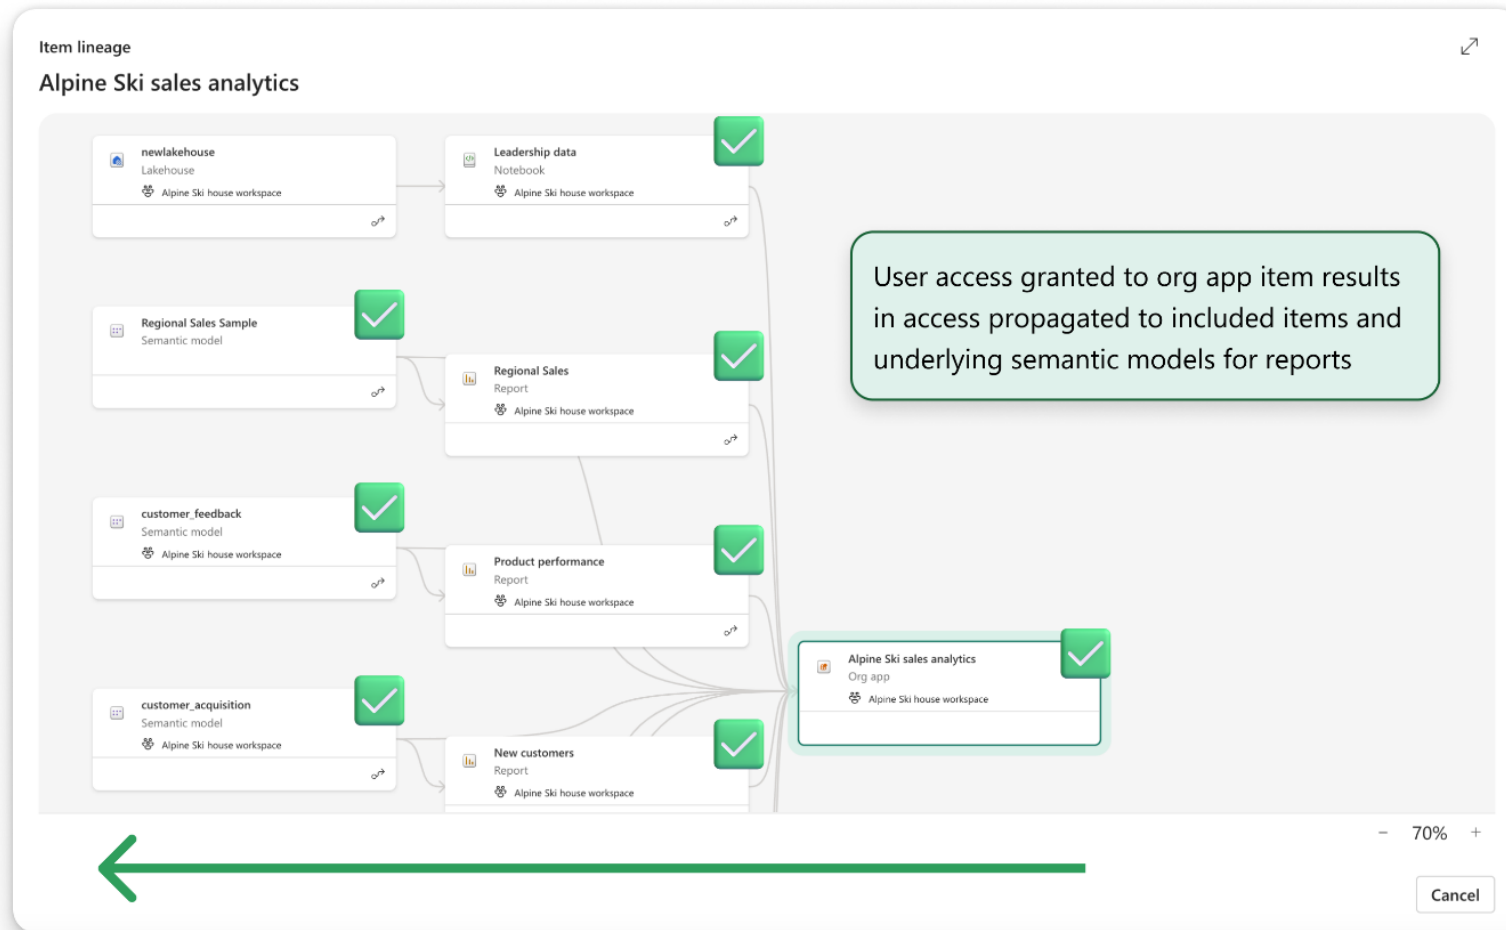 Item lineage
Alpine Ski sales analytics
newlakehouse
Lakehouse
Alpine Ski house workspace
Leadership data
Notebook
Alpine Ski house workspace
User access granted to org app item results
in access propagated to included items and
underlying semantic models for reports
Regional Sales Sample
Semantic model
Regional Sales
Report
Alpine Ski house workspace
customer_feedback
Semantic model
Alpine Ski house workspace
Product performance
Report
Alpine Ski house workspace
Alpine Ski sales analytics
Org app
Alpine Ski house workspace
customer_acquisition
Semantic model
Alpine Ski house workspace
New customers
Report
Alpine Ski house workspace
− 70% +
Cancel